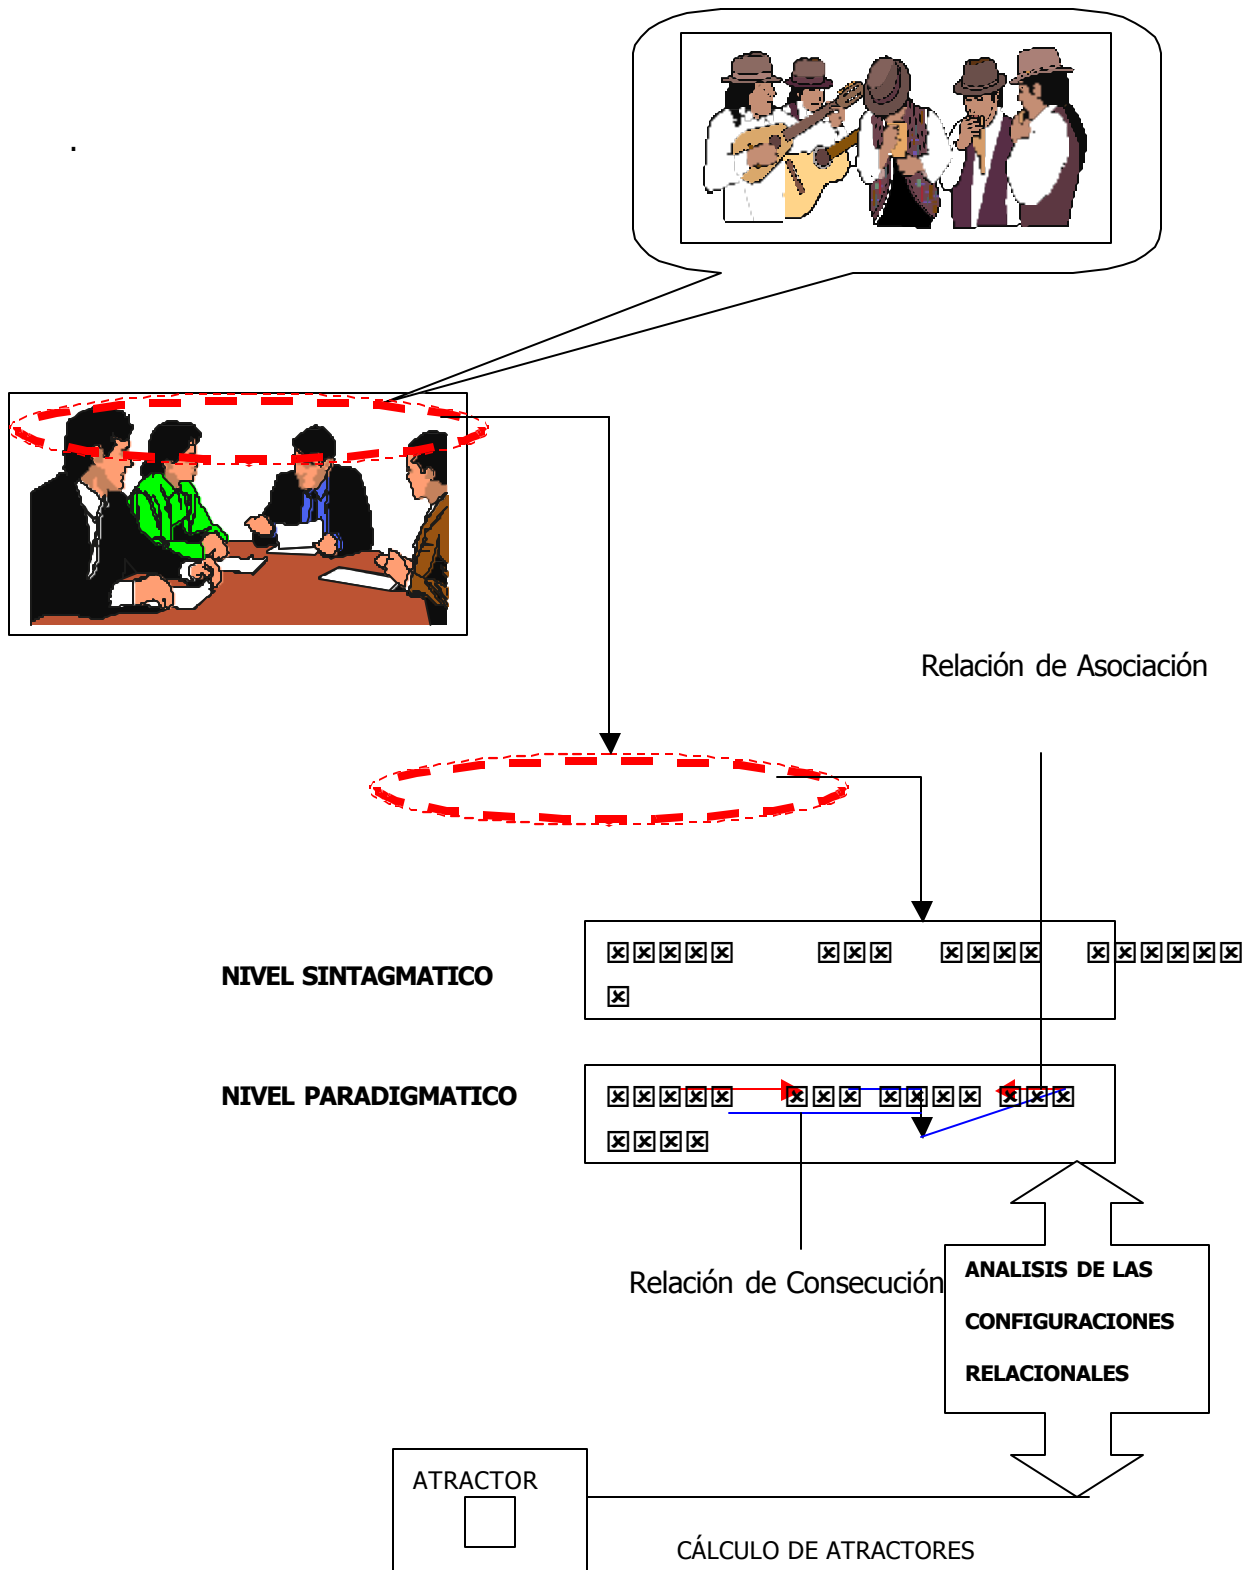 Relación de Asociación
NIVEL SINTAGMATICO
NIVEL PARADIGMATICO
Relación de Consecución
ANALISIS DE LAS
CONFIGURACIONES
RELACIONALES
ATRACTOR
CÁLCULO DE ATRACTORES